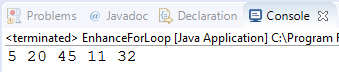 Problems @ Javadoc Declaration Console
<terminated> EnhanceForLoop [Java Application] C:\Program F
5 20 45 11 32